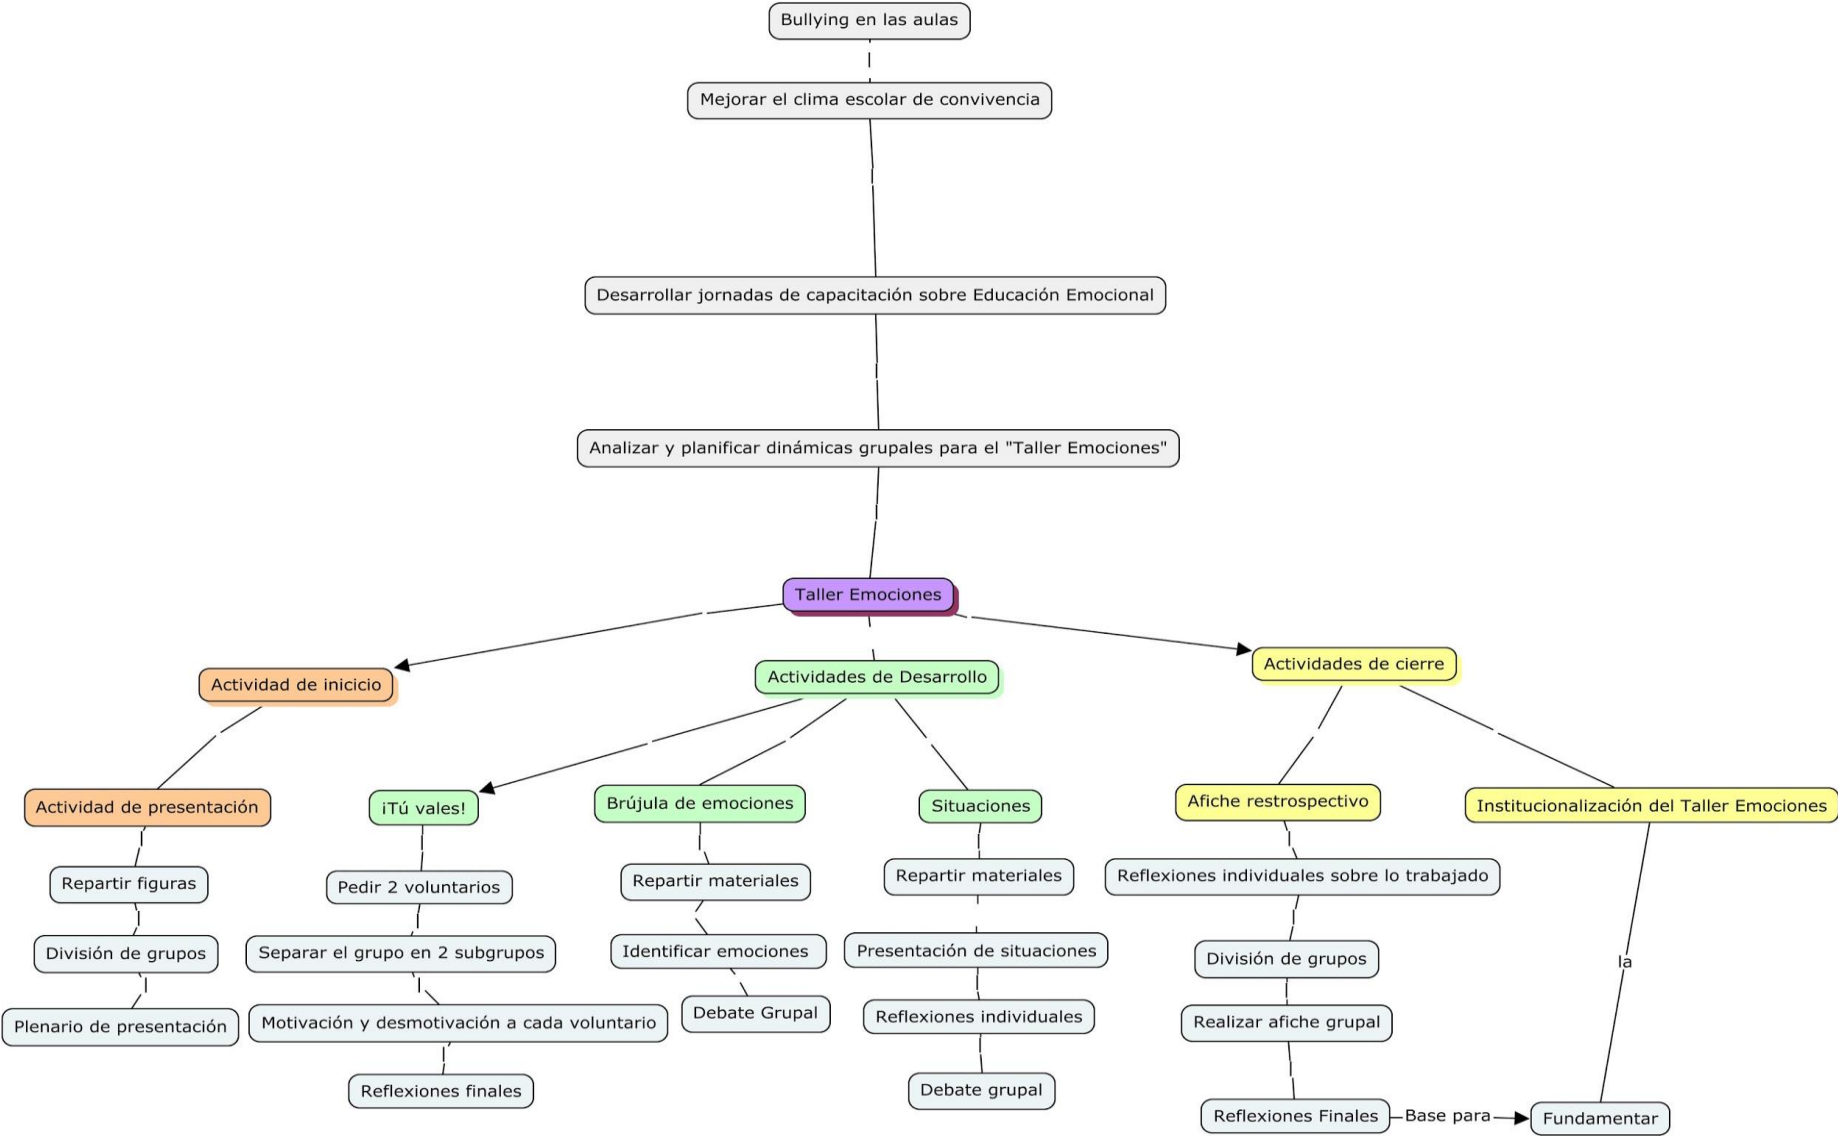 Bullying en las aulas
Mejorar el clima escolar de convivencia
Desarrollar jornadas de capacitación sobre Educación Emocional
Analizar y planificar dinámicas grupales para el "Taller Emociones"
Taller Emociones
Actividad de inicicio
Actividades de Desarrollo
Actividades de cierre
Actividad de presentación
Repartir figuras
División de grupos
Plenario de presentación
¡Tú vales!
Pedir 2 voluntarios
Separar el grupo en 2 subgrupos
Motivación y desmotivación a cada voluntario
Reflexiones finales
Brújula de emociones
Repartir materiales
Identificar emociones
Debate Grupal
Situaciones
Repartir materiales
Presentación de situaciones
Reflexiones individuales
Debate grupal
Afiche restrospectivo
Reflexiones individuales sobre lo trabajado
División de grupos
Realizar afiche grupal
Reflexiones Finales
Base para
Institucionalización del Taller Emociones
la
Fundamentar